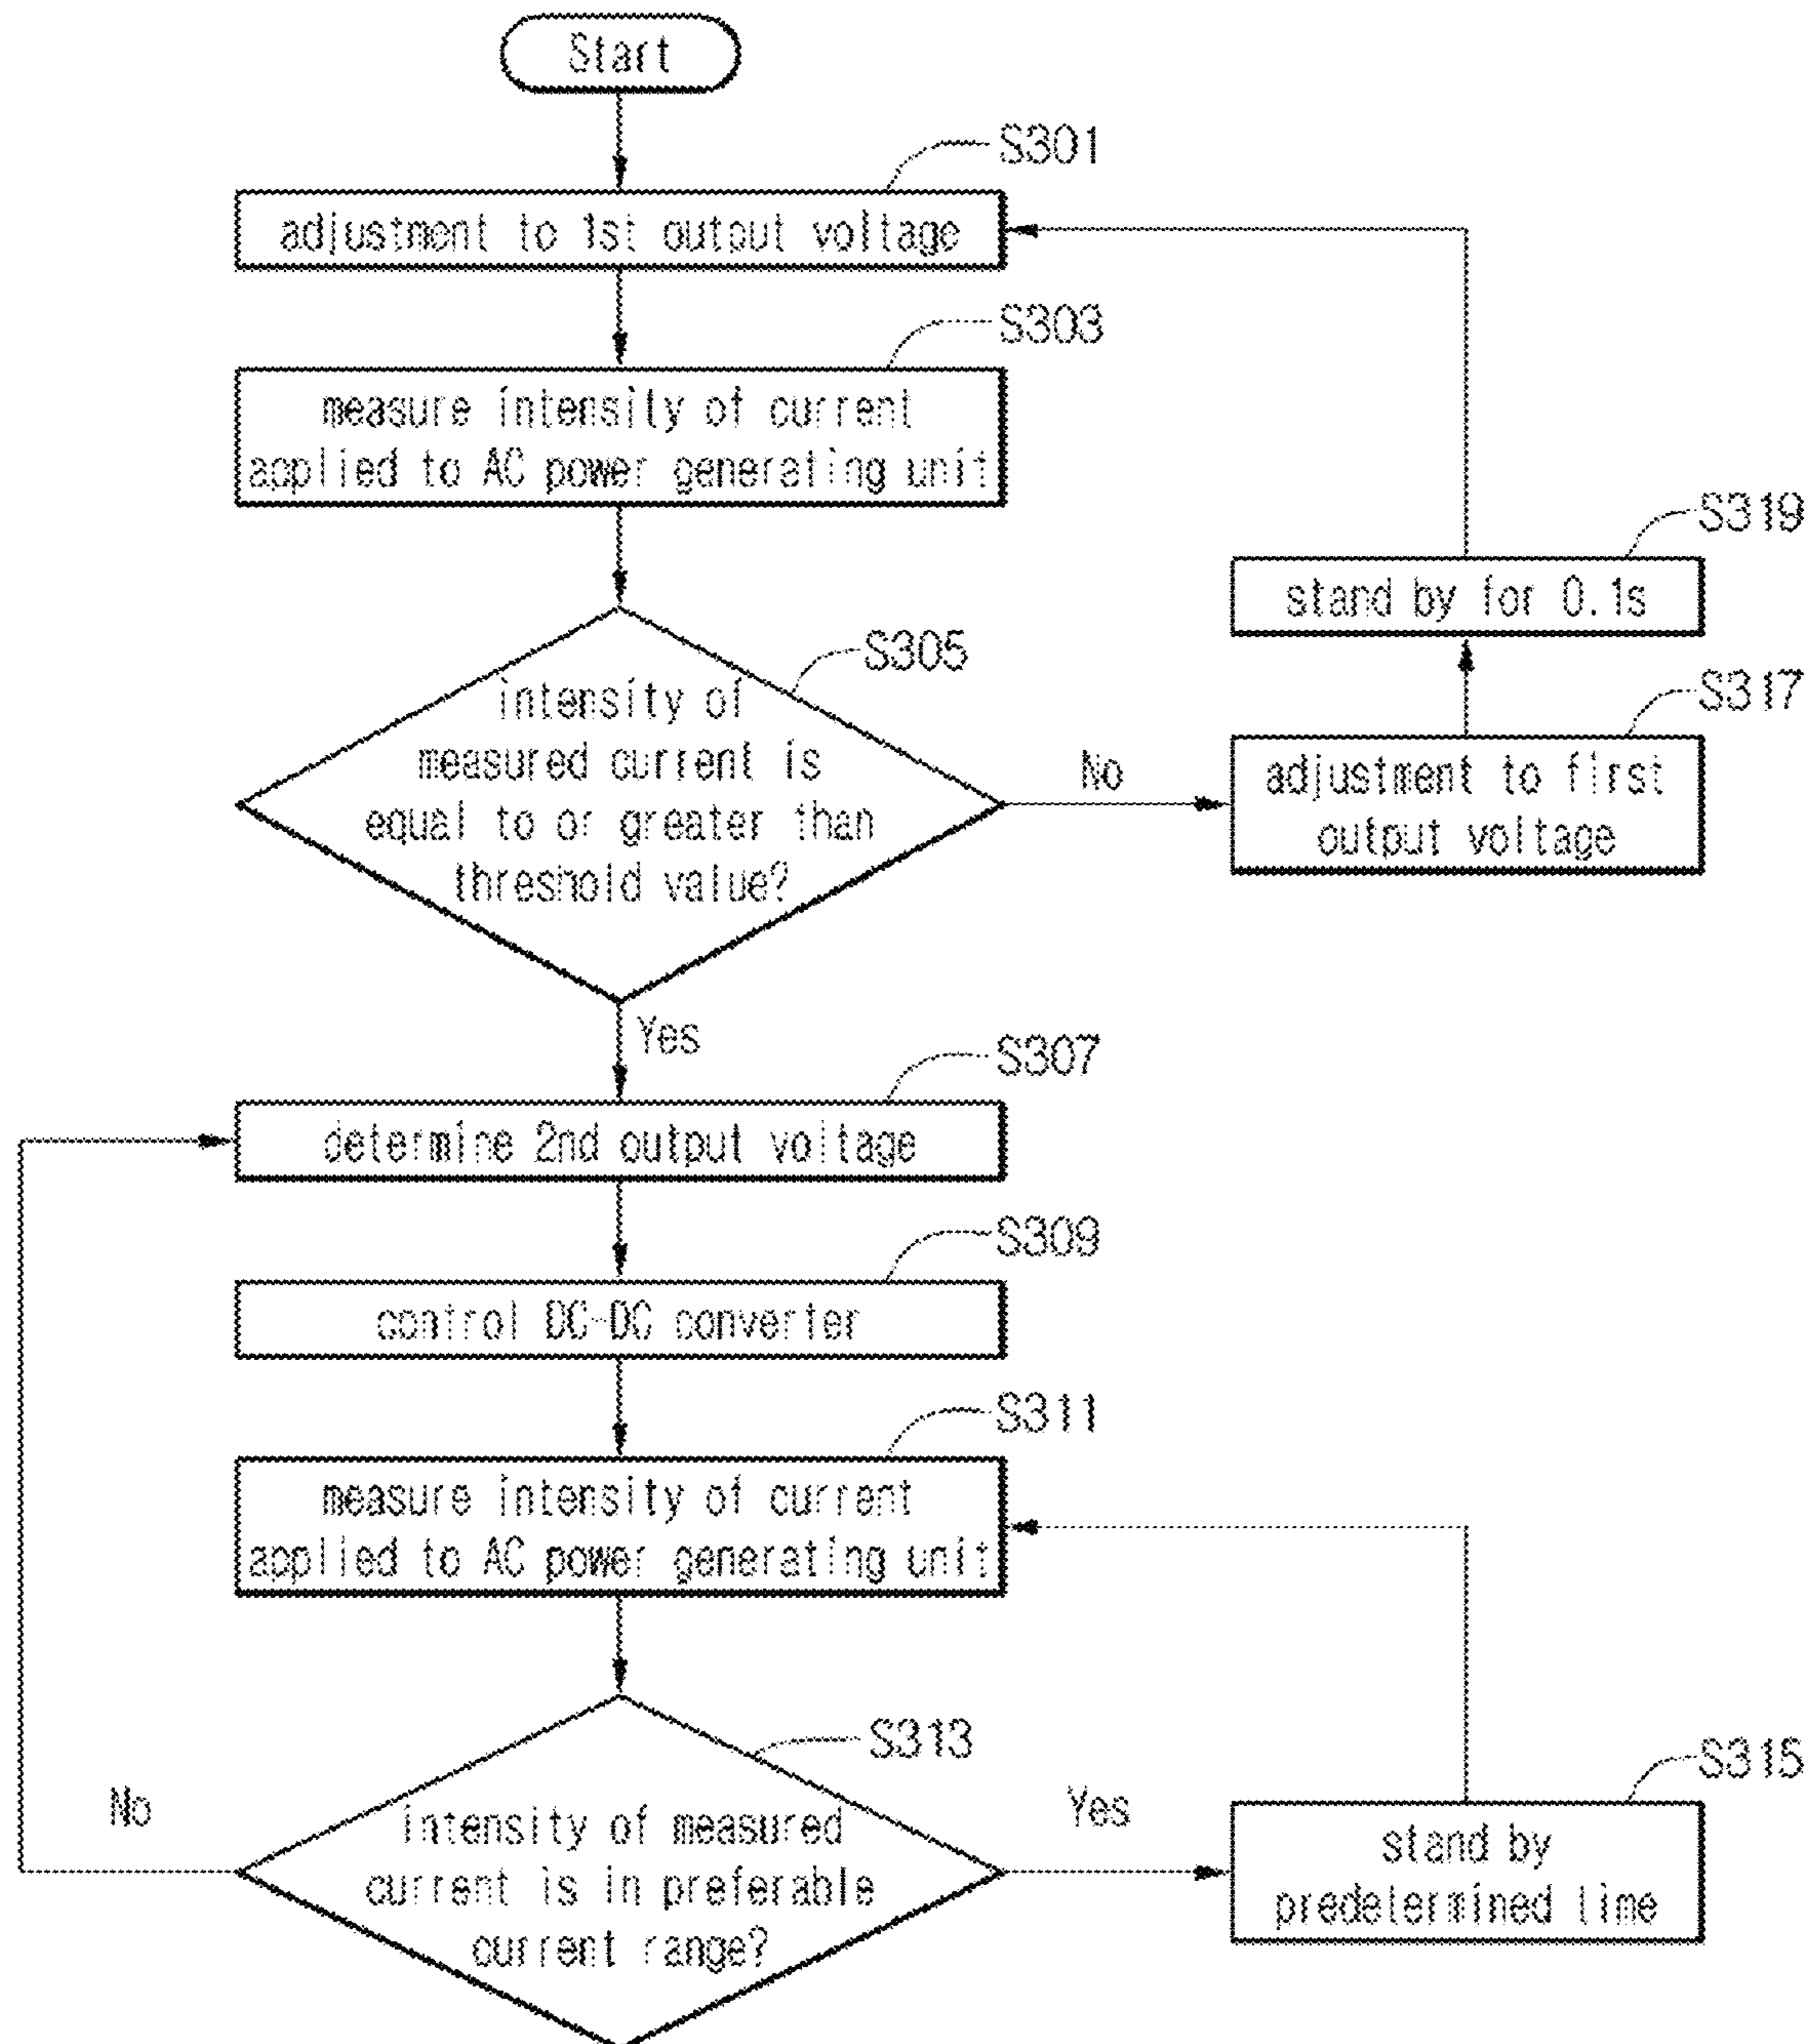 Start
S301
adjustment to 1st output voltage
S303
measure intensity of current
applied to AC power generating unit
S319
stand by for 0.1s
S305
intensity of
measured current is
equal to or greater than
threshold value?
No
S317
adjustment to first
output voltage
Yes
S307
determine 2nd output voltage
S309
control DC-DC converter
S311
measure intensity of current
applied to AC power generating unit
S313
intensity of measured
current is in preferable
current range?
No
Yes
S315
stand by
predetermined time